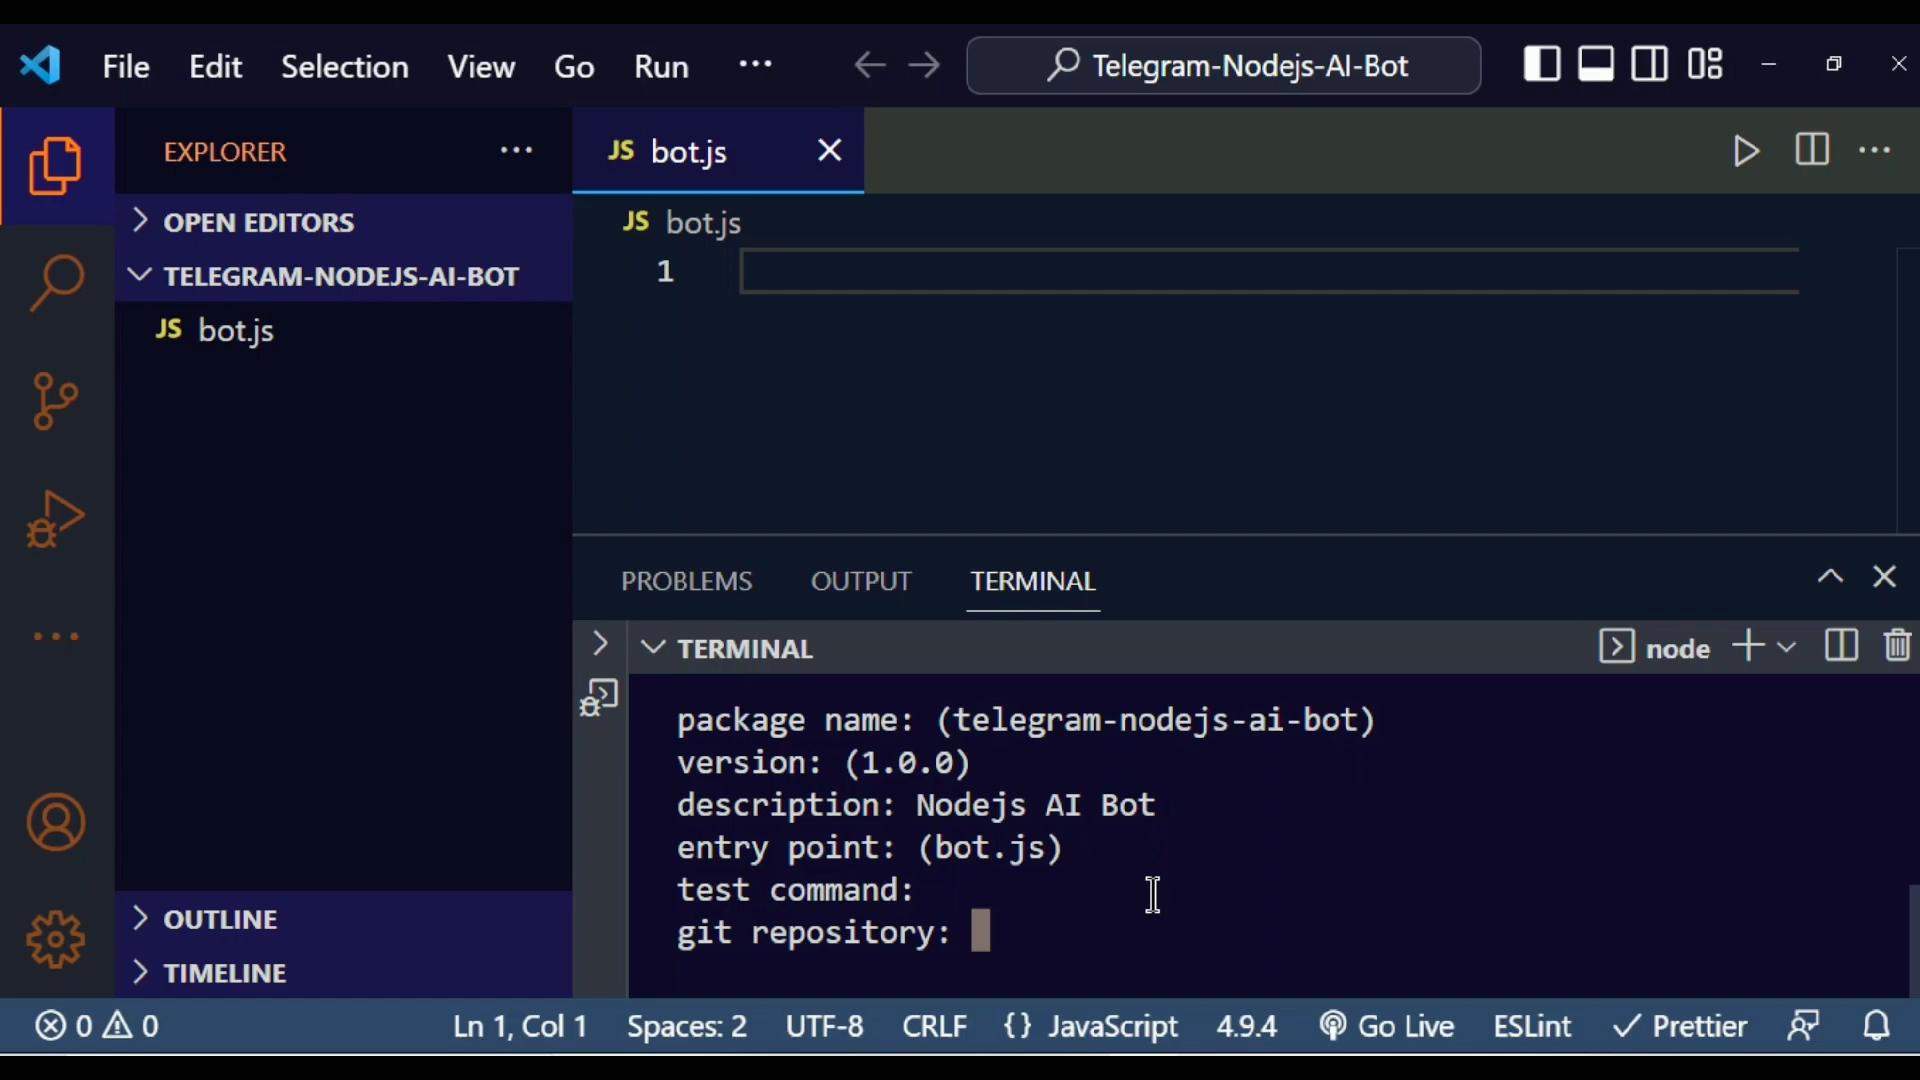 File Edit Selection View Go Run ··· Telegram-Nodejs-AI-Bot
EXPLORER ···
OPEN EDITORS
TELEGRAM-NODEJS-AI-BOT
JS bot.js
OUTLINE
TIMELINE
JS bot.js
JS bot.js
1
PROBLEMS OUTPUT TERMINAL
TERMINAL node
package name: (telegram-nodejs-ai-bot)
version: (1.0.0)
description: Nodejs AI Bot
entry point: (bot.js)
test command:
git repository:
0 0 Ln 1, Col 1 Spaces: 2 UTF-8 CRLF {} JavaScript 4.9.4 Go Live ESLint Prettier